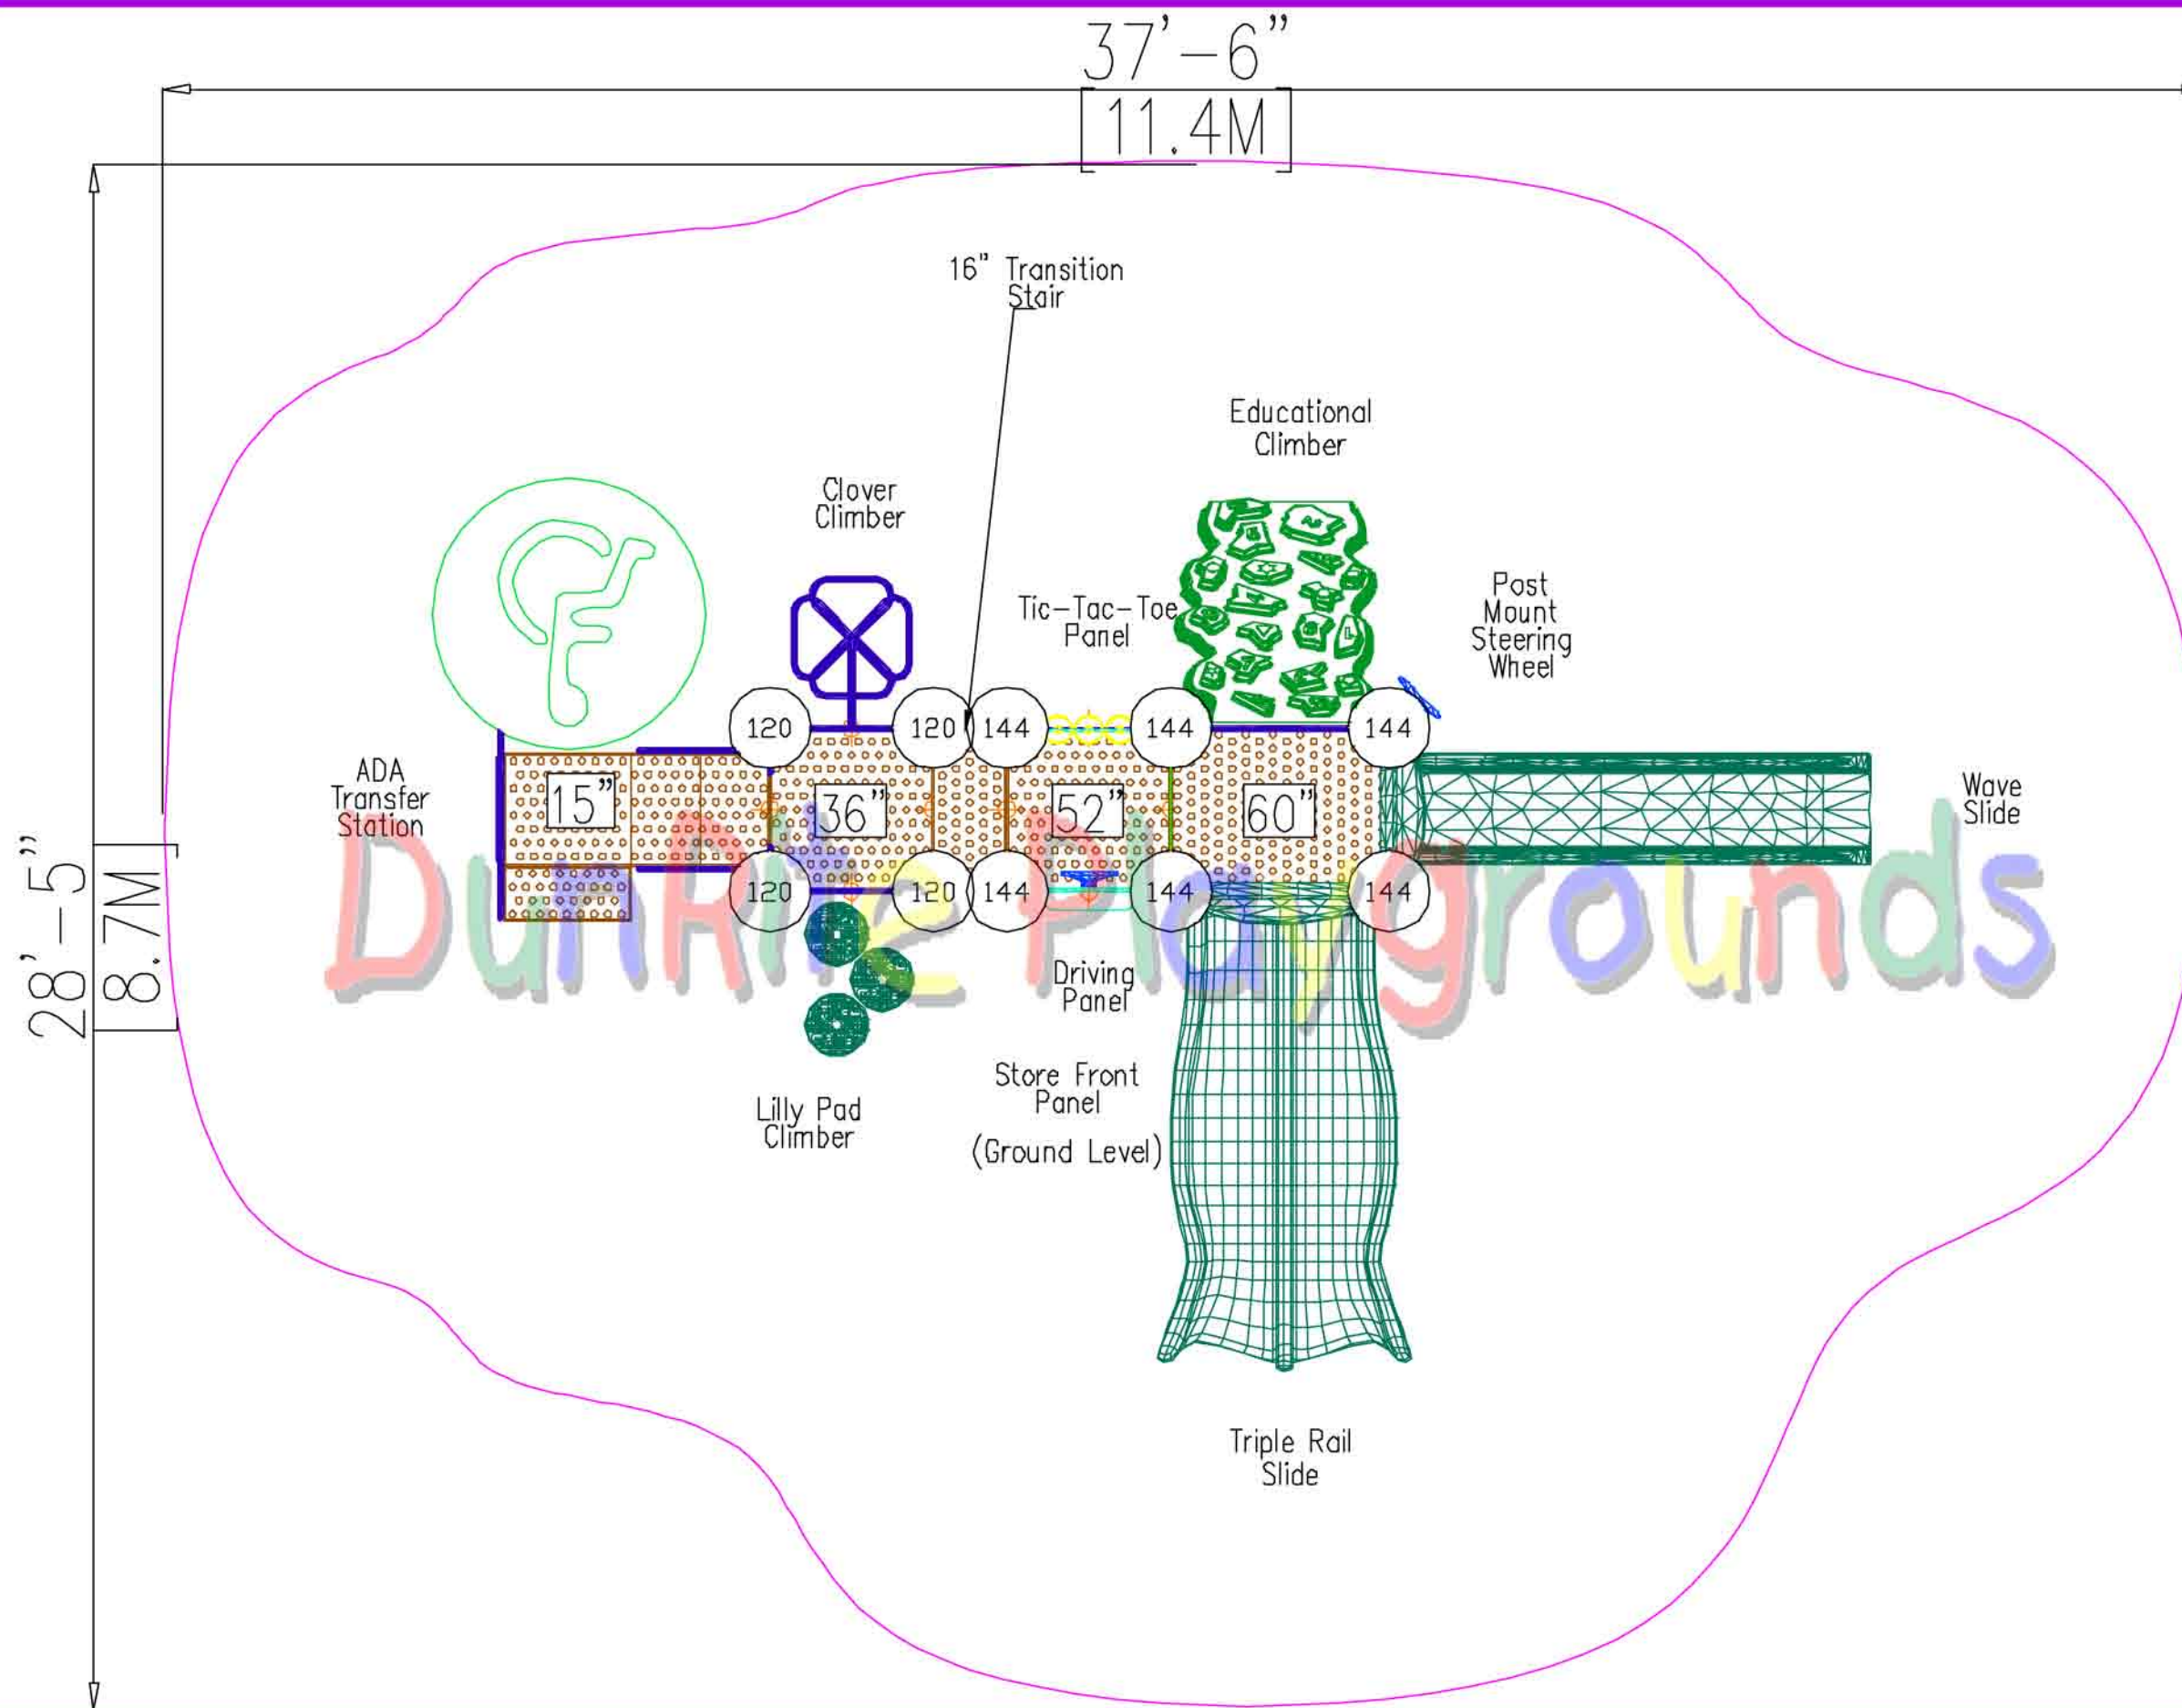 37'-6"
[11.4M]
16" Transition
Stair
Educational
Climber
Clover
Climber
Tic-Tac-Toe
Panel
Post
Mount
Steering
Wheel
120
120
144
144
144
ADA
Transfer
Station
15"
36"
52"
60"
Wave
Slide
28'-5"
8.7M
DunRite Playgrounds
120
120
144
144
144
Driving
Panel
Store Front
Panel
(Ground Level)
Lilly Pad
Climber
Triple Rail
Slide